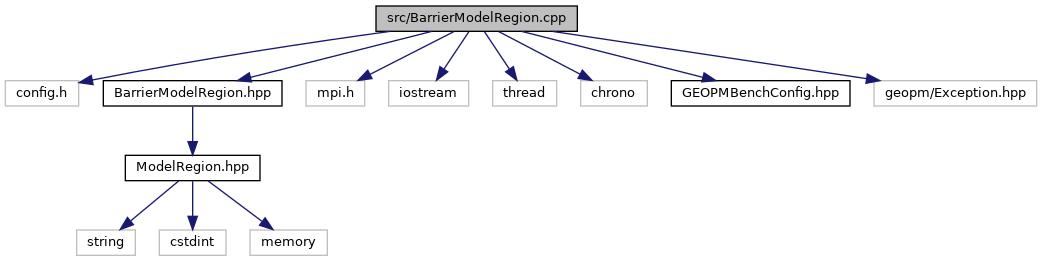 src/BarrierModelRegion.cpp
config.h
BarrierModelRegion.hpp
mpi.h
iostream
thread
chrono
GEOPMBenchConfig.hpp
geopm/Exception.hpp
ModelRegion.hpp
string
cstdint
memory